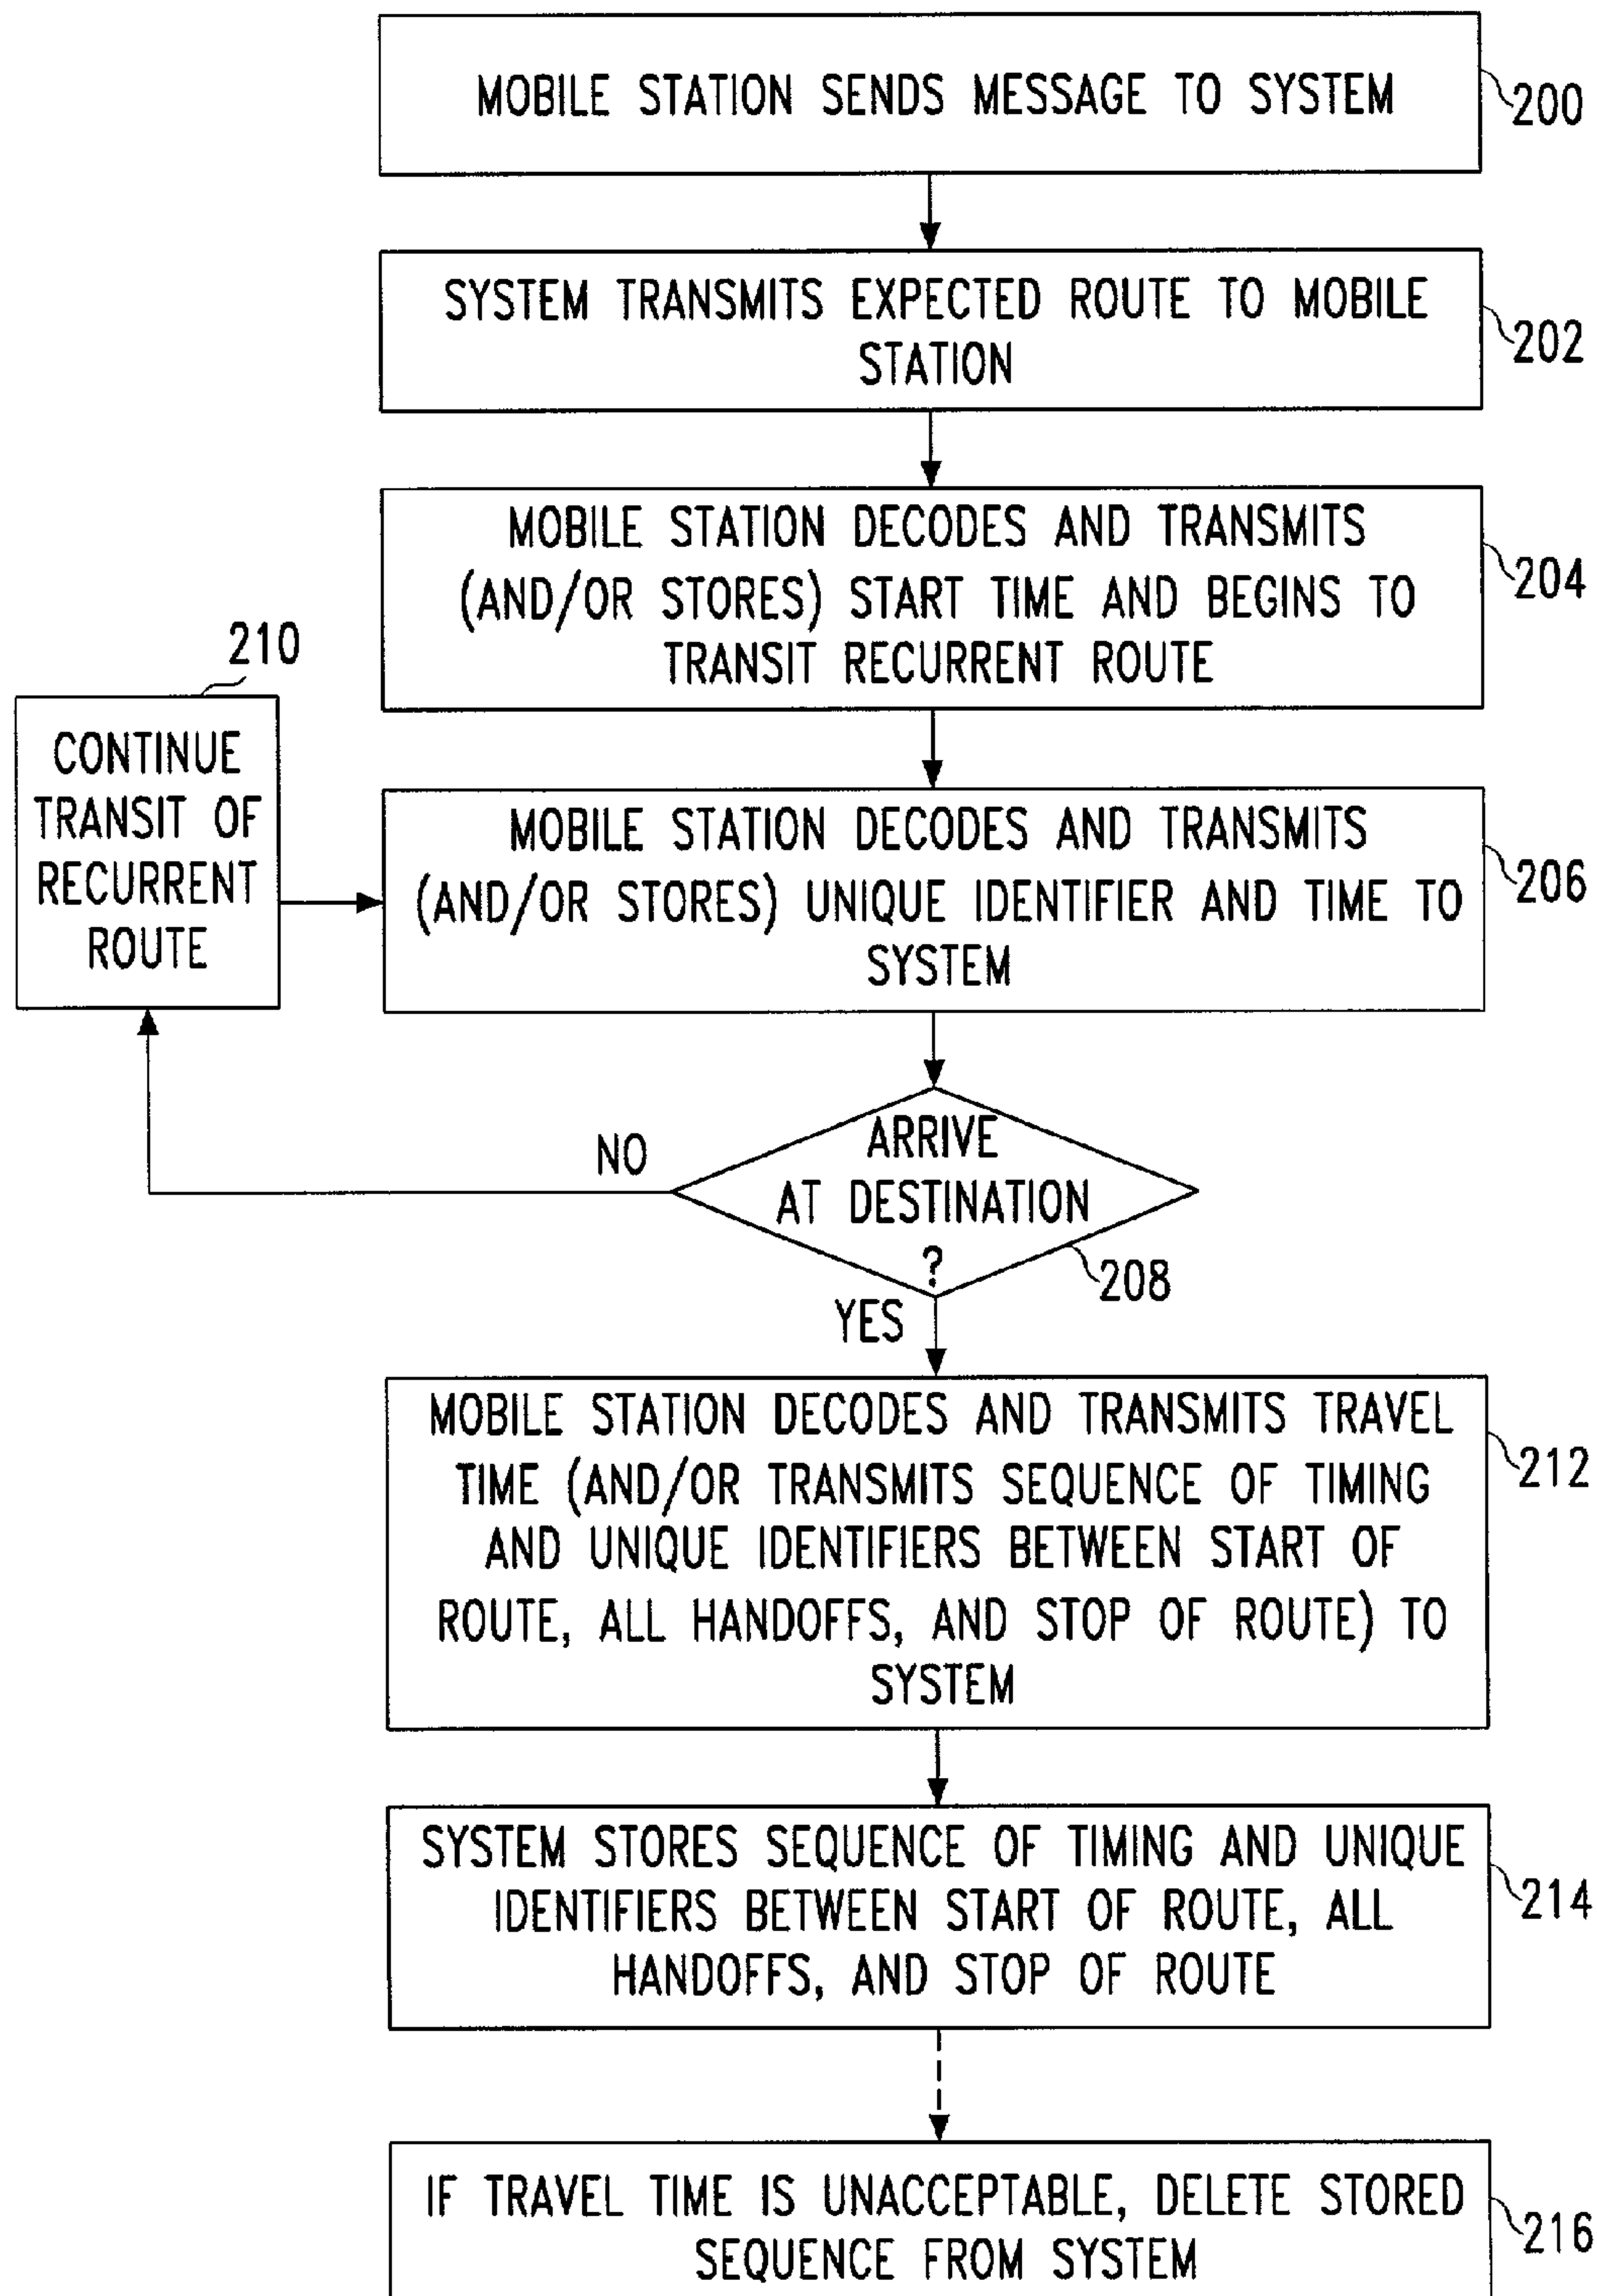 MOBILE STATION SENDS MESSAGE TO SYSTEM
200
SYSTEM TRANSMITS EXPECTED ROUTE TO MOBILE
STATION
202
MOBILE STATION DECODES AND TRANSMITS
(AND/OR STORES) START TIME AND BEGINS TO
TRANSIT RECURRENT ROUTE
204
210
CONTINUE
TRANSIT OF
RECURRENT
ROUTE
MOBILE STATION DECODES AND TRANSMITS
(AND/OR STORES) UNIQUE IDENTIFIER AND TIME TO
SYSTEM
206
NO
ARRIVE
AT DESTINATION
?
208
YES
MOBILE STATION DECODES AND TRANSMITS TRAVEL
TIME (AND/OR TRANSMITS SEQUENCE OF TIMING
AND UNIQUE IDENTIFIERS BETWEEN START OF
ROUTE, ALL HANDOFFS, AND STOP OF ROUTE) TO
SYSTEM
212
SYSTEM STORES SEQUENCE OF TIMING AND UNIQUE
IDENTIFIERS BETWEEN START OF ROUTE, ALL
HANDOFFS, AND STOP OF ROUTE
214
IF TRAVEL TIME IS UNACCEPTABLE, DELETE STORED
SEQUENCE FROM SYSTEM
216